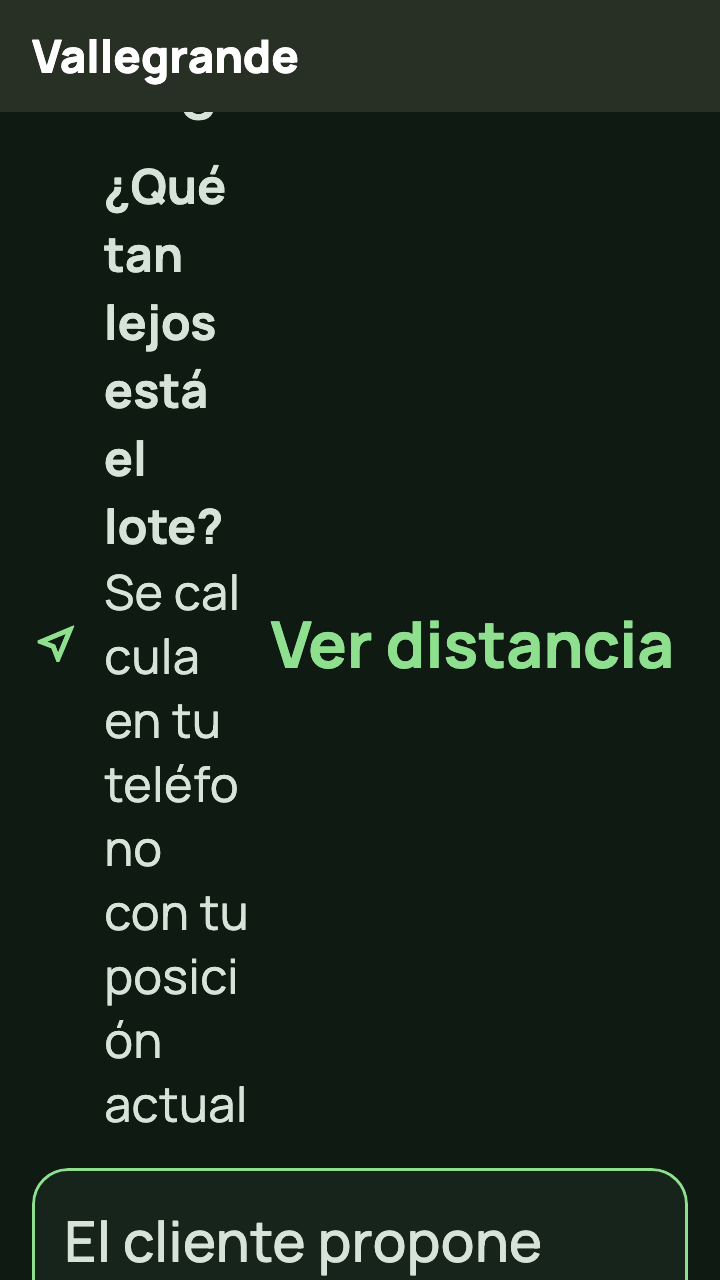 Vallegrande
¿Qué
tan
lejos
está
el
lote?
Se cal
cula
en tu
teléfo
no
con tu
posici
ón
actual
Ver distancia
El cliente propone